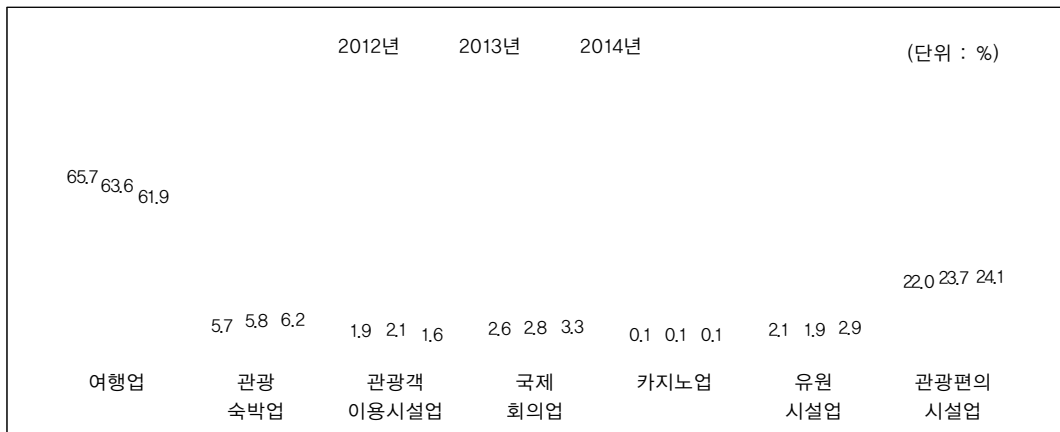 2012년 2013년 2014년 (단위 : %)
65.7 63.6 61.9
5.7 5.8 6.2
1.9 2.1 1.6
2.6 2.8 3.3
0.1 0.1 0.1
2.1 1.9 2.9
22.0 23.7 24.1
여행업 관광 관광객 국제 카지노업 유원 관광편의
숙박업 이용시설업 회의업 시설업 시설업